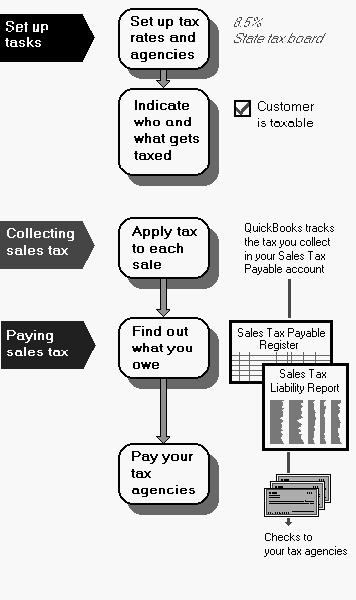 Set up
tasks
Set up tax
rates and
agencies
8.5%
State tax board
Indicate
who and
what gets
taxed
Customer
is taxable
Collecting
sales tax
Apply tax
to each
sale
QuickBooks tracks
the tax you collect
in your Sales Tax
Payable account
Paying
sales tax
Find out
what you
owe
Sales Tax Payable
Register
Sales Tax
Liability Report
Pay your
tax
agencies
Checks to
your tax agencies